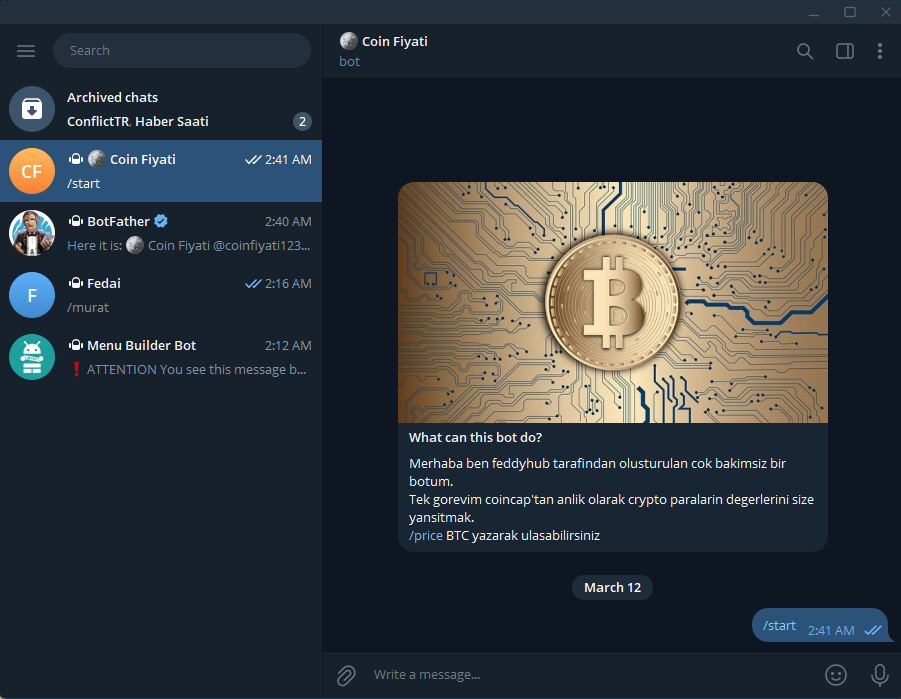 Search
Coin Fiyati
bot
Archived chats
ConflictTR, Haber Saati
2
CF
Coin Fiyati
2:41 AM
/start
BotFather
2:40 AM
Here it is: Coin Fiyati @coinfiyati123...
F
Fedai
2:16 AM
/murat
Menu Builder Bot
2:12 AM
ATTENTION You see this message b...
What can this bot do?
Merhaba ben feddyhub tarafindan olusturulan cok bakimsiz bir
botum.
Tek gorevim coincap'tan anlik olarak crypto paralarin degerlerini size
yansitmak.
/price BTC yazarak ulasabilirsiniz
March 12
/start 2:41 AM
Write a message...